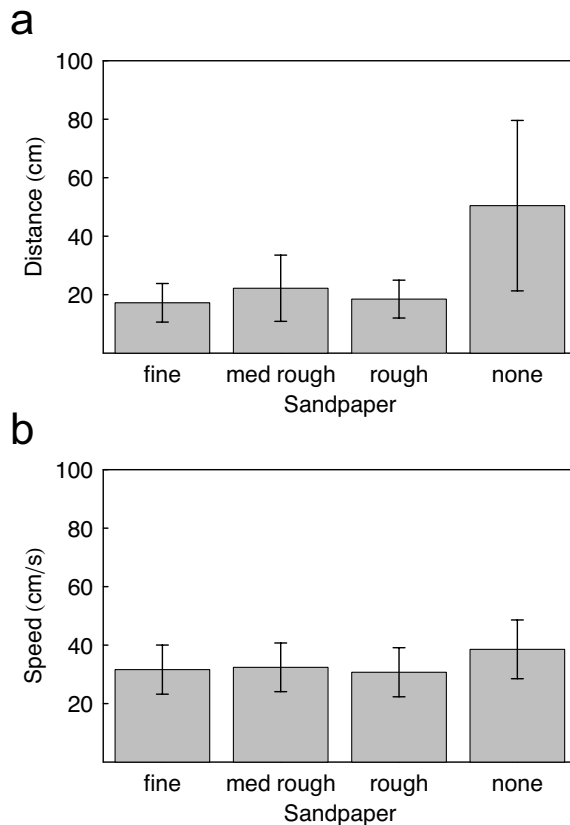 a
100
80
60
40
20
Distance (cm)
fine med rough rough none
Sandpaper
b
100
80
60
40
20
Speed (cm/s)
fine med rough rough none
Sandpaper